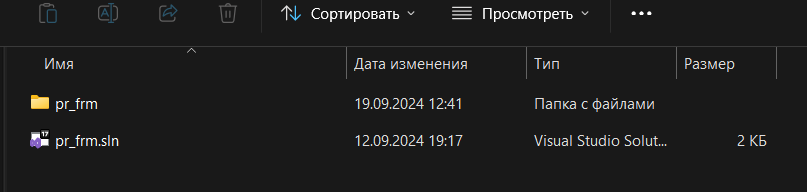 Сортировать Просмотреть
Имя Дата изменения Тип Размер
pr_frm 19.09.2024 12:41 Папка с файлами
17 pr_frm.sln 12.09.2024 19:17 Visual Studio Solut... 2 КБ